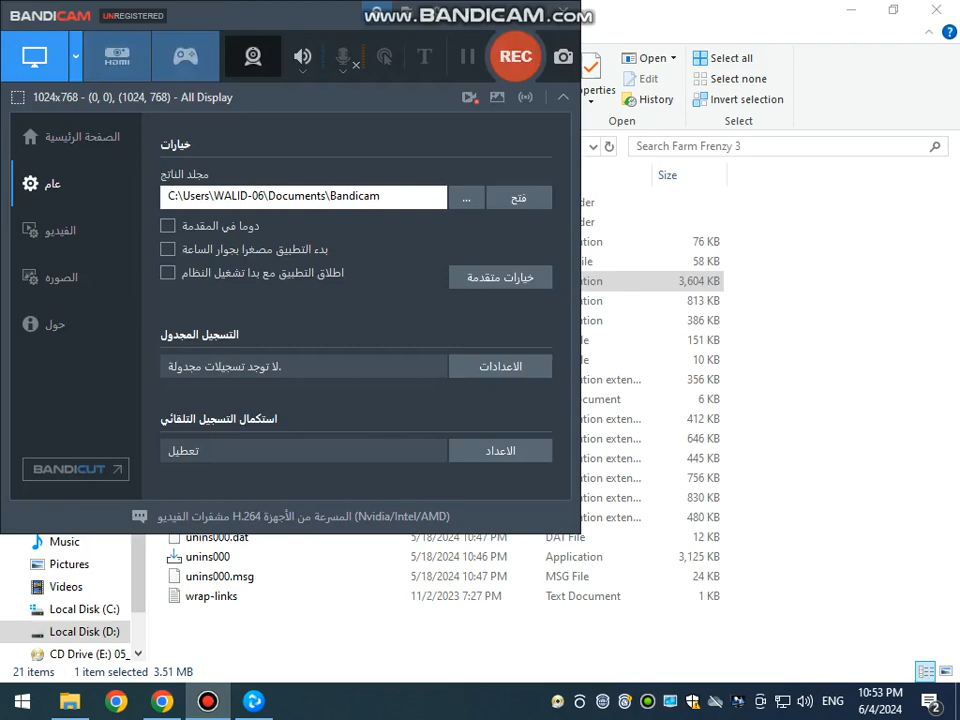 BANDICAM UNREGISTERED
www.BANDICAM.com
HDMI
T
REC
1024x768 - (0, 0), (1024, 768) - All Display
الصفحة الرئيسية
عام
الفيديو
الصوره
حول
BANDICUT
خيارات
مجلد الناتج
C:\Users\WALID-06\Documents\Bandicam
...
فتح
دوما في المقدمة
بدء التطبيق مصغرا بجوار الساعة
اطلاق التطبيق مع بدا تشغيل النظام
خيارات متقدمة
التسجيل المجدول
لا توجد تسجيلات مجدولة.
الاعدادات
استكمال التسجيل التلقائي
تعطيل
الاعداد
المسرعة من الأجهزة H.264 مشفرات الفيديو (Nvidia/Intel/AMD)
Open
Select all
Edit
Select none
History
Invert selection
Open
Select
Search Farm Frenzy 3
Size
76 KB
58 KB
3,604 KB
813 KB
386 KB
151 KB
10 KB
356 KB
6 KB
412 KB
646 KB
445 KB
756 KB
830 KB
480 KB
unins000.dat 5/18/2024 10:47 PM DAT File 12 KB
unins000 5/18/2024 10:46 PM Application 3,125 KB
unins000.msg 5/18/2024 10:47 PM MSG File 24 KB
wrap-links 11/2/2023 7:27 PM Text Document 1 KB
Music
Pictures
Videos
Local Disk (C:)
Local Disk (D:)
CD Drive (E:) 05_
21 items 1 item selected 3.51 MB
ENG
10:53 PM
6/4/2024
2